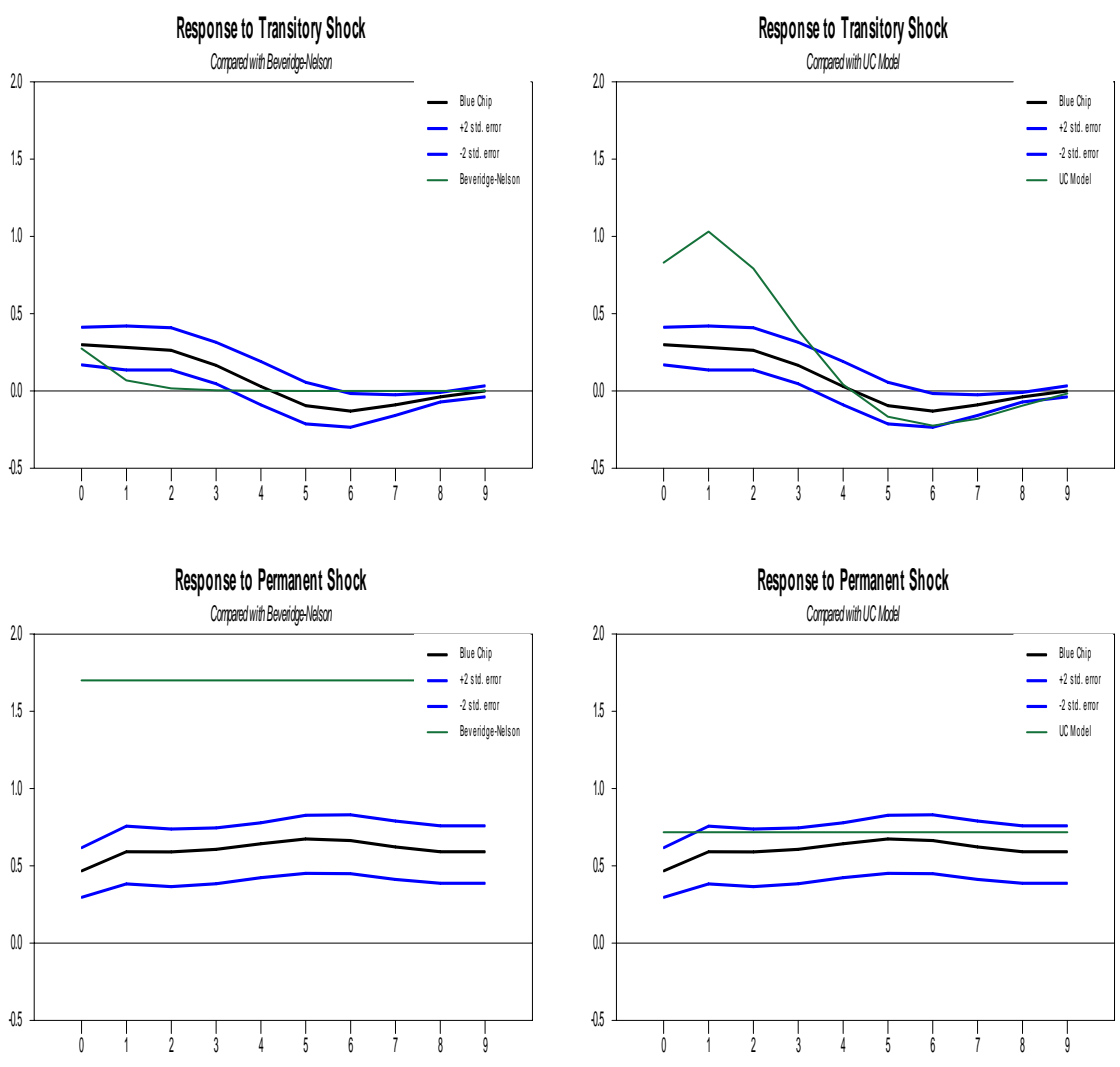 Response to Transitory Shock
Compared with Beveridge-Nelson
2.0
1.5
1.0
0.5
0.0
-0.5
Blue Chip
+2 std. error
-2 std. error
Beveridge-Nelson
0 1 2 3 4 5 6 7 8 9
Response to Transitory Shock
Compared with UC Model
2.0
1.5
1.0
0.5
0.0
-0.5
Blue Chip
+2 std. error
-2 std. error
UC Model
0 1 2 3 4 5 6 7 8 9
Response to Permanent Shock
Compared with Beveridge-Nelson
2.0
1.5
1.0
0.5
0.0
-0.5
Blue Chip
+2 std. error
-2 std. error
Beveridge-Nelson
0 1 2 3 4 5 6 7 8 9
Response to Permanent Shock
Compared with UC Model
2.0
1.5
1.0
0.5
0.0
-0.5
Blue Chip
+2 std. error
-2 std. error
UC Model
0 1 2 3 4 5 6 7 8 9